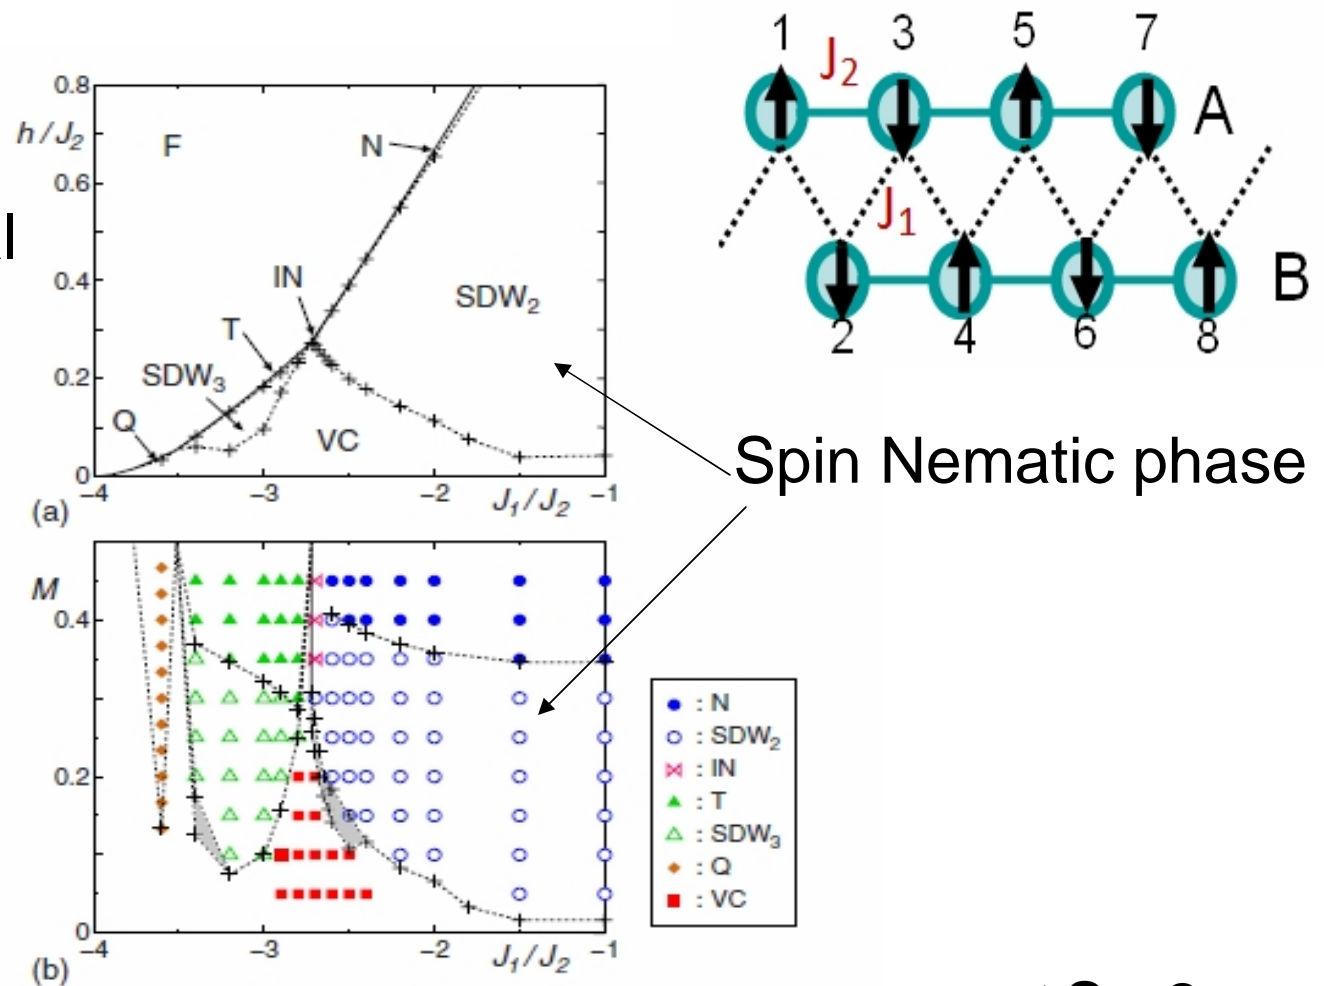 1 3 5 7
J₂
A
J₁
B
2 4 6 8
0.8
h/J₂
F
N
0.6
IN
0.4
SDW₂
T
SDW₃
0.2
Q
VC
0
−4 −3 −2 −1
J₁/J₂
(a)
Spin Nematic phase
M
0.4
0.2
0
−4 −3 −2 −1
J₁/J₂
(b)
: N
: SDW₂
: IN
: T
: SDW₃
: Q
: VC